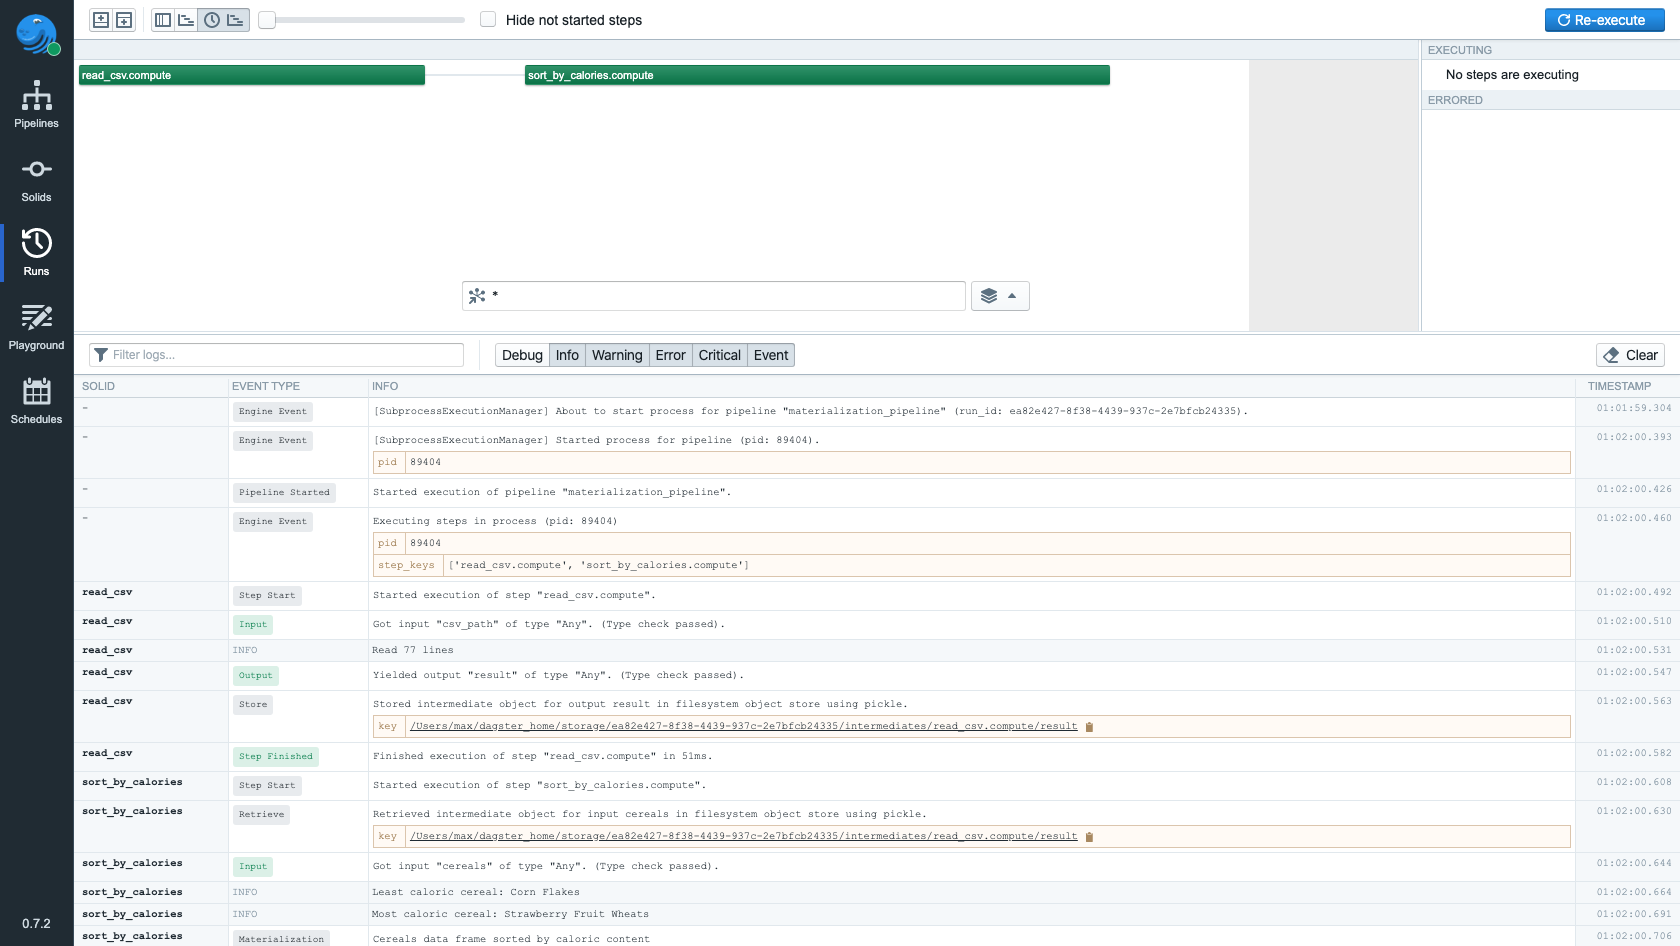 Hide not started steps
Re-execute
Pipelines
Solids
Runs
Playground
Schedules
0.7.2
read_csv.compute
sort_by_calories.compute
*
EXECUTING
No steps are executing
ERRORED
Filter logs...
Debug Info Warning Error Critical Event
Clear
SOLID EVENT TYPE INFO TIMESTAMP
- Engine Event [SubprocessExecutionManager] About to start process for pipeline "materialization_pipeline" (run_id: ea82e427-8f38-4439-937c-2e7bfcb24335). 01:01:59.304
- Engine Event [SubprocessExecutionManager] Started process for pipeline (pid: 89404). 01:02:00.393
pid 89404
- Pipeline Started Started execution of pipeline "materialization_pipeline". 01:02:00.426
- Engine Event Executing steps in process (pid: 89404) 01:02:00.460
pid 89404
step_keys ['read_csv.compute', 'sort_by_calories.compute']
read_csv Step Start Started execution of step "read_csv.compute". 01:02:00.492
read_csv Input Got input "csv_path" of type "Any". (Type check passed). 01:02:00.510
read_csv INFO Read 77 lines 01:02:00.531
read_csv Output Yielded output "result" of type "Any". (Type check passed). 01:02:00.547
read_csv Store Stored intermediate object for output result in filesystem object store using pickle. 01:02:00.563
key /Users/max/dagster_home/storage/ea82e427-8f38-4439-937c-2e7bfcb24335/intermediates/read_csv.compute/result
read_csv Step Finished Finished execution of step "read_csv.compute" in 51ms. 01:02:00.582
sort_by_calories Step Start Started execution of step "sort_by_calories.compute". 01:02:00.608
sort_by_calories Retrieve Retrieved intermediate object for input cereals in filesystem object store using pickle. 01:02:00.630
key /Users/max/dagster_home/storage/ea82e427-8f38-4439-937c-2e7bfcb24335/intermediates/read_csv.compute/result
sort_by_calories Input Got input "cereals" of type "Any". (Type check passed). 01:02:00.644
sort_by_calories INFO Least caloric cereal: Corn Flakes 01:02:00.664
sort_by_calories INFO Most caloric cereal: Strawberry Fruit Wheats 01:02:00.691
sort_by_calories Materialization Cereals data frame sorted by caloric content 01:02:00.706